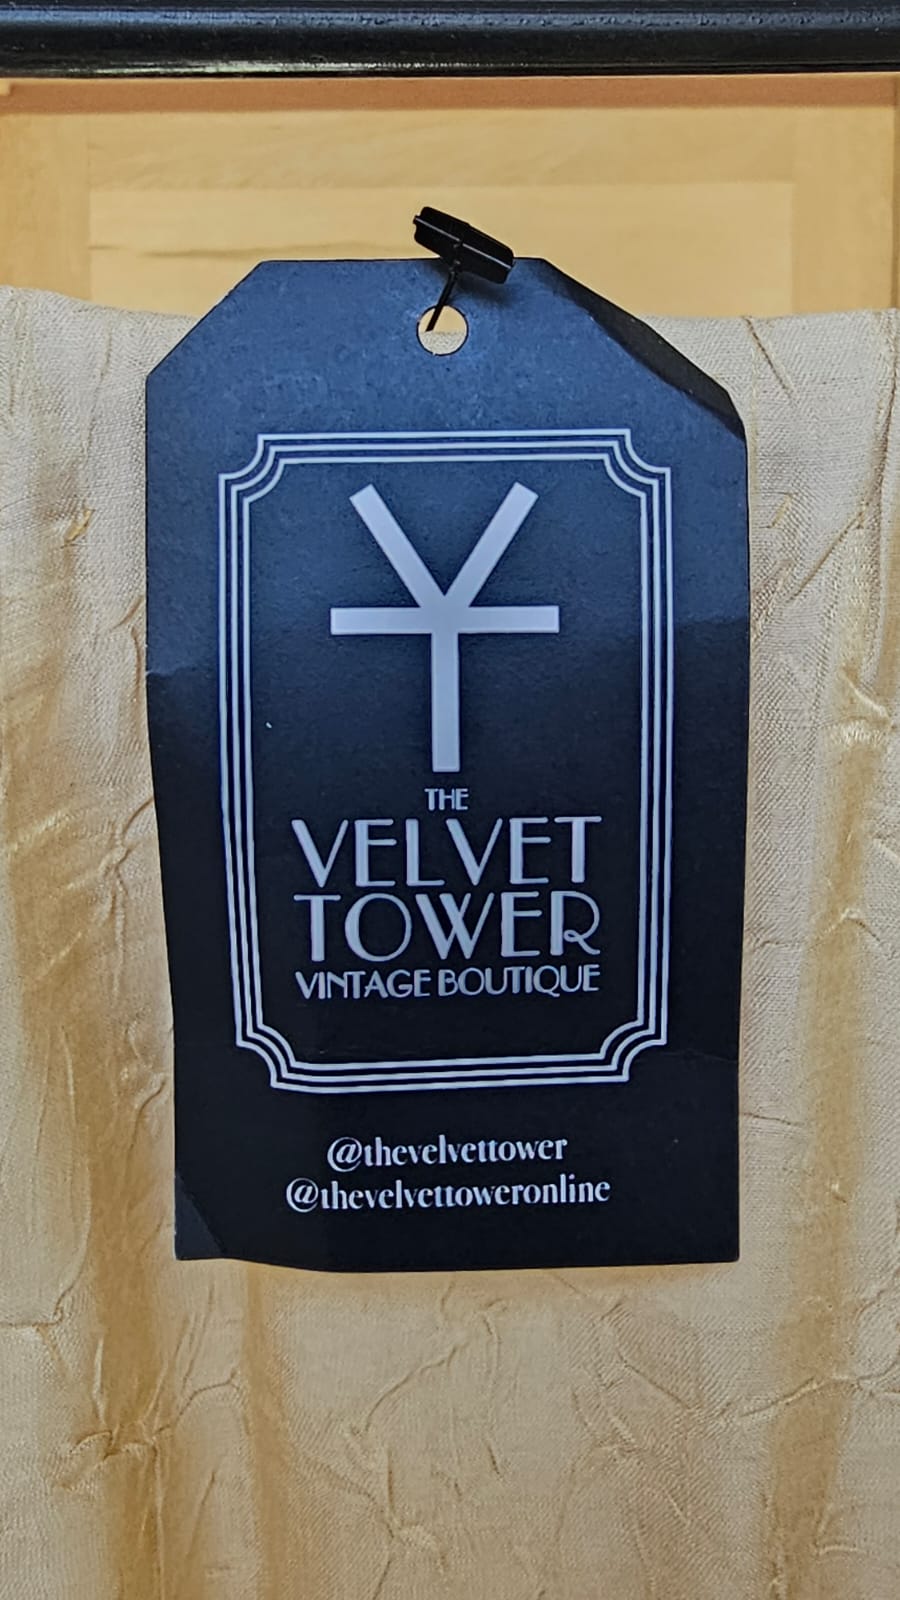 THE
VELVET
TOWER
VINTAGE BOUTIQUE
@thevelvettower
@thevelvettoweronline